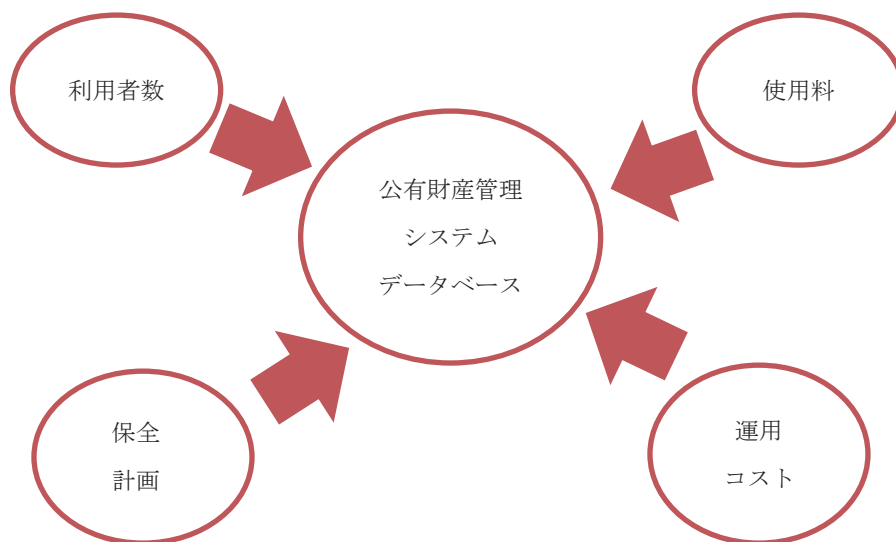 利用者数
使用料
公有財産管理
システム
データベース
保全
計画
運用
コスト